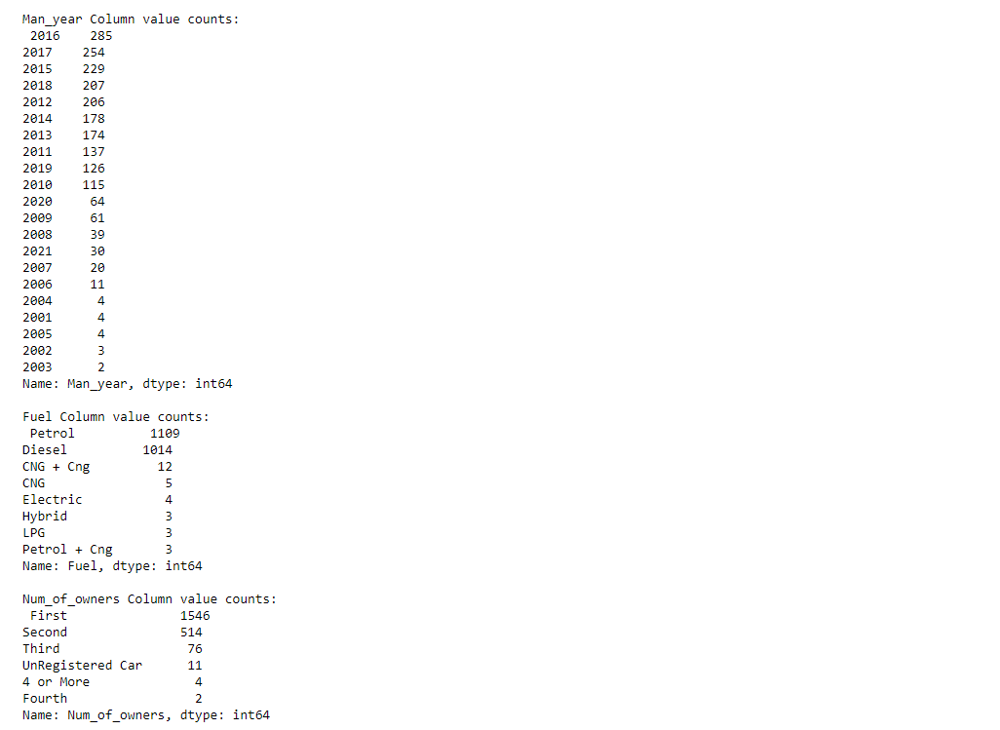 Man_year Column value counts:
 2016    285
2017    254
2015    229
2018    207
2012    206
2014    178
2013    174
2011    137
2019    126
2010    115
2020     64
2009     61
2008     39
2021     30
2007     20
2006     11
2004      4
2001      4
2005      4
2002      3
2003      2
Name: Man_year, dtype: int64

Fuel Column value counts:
 Petrol          1109
Diesel          1014
CNG + Cng         12
CNG                5
Electric           4
Hybrid             3
LPG                3
Petrol + Cng       3
Name: Fuel, dtype: int64

Num_of_owners Column value counts:
 First               1546
Second               514
Third                 76
UnRegistered Car      11
4 or More              4
Fourth                 2
Name: Num_of_owners, dtype: int64